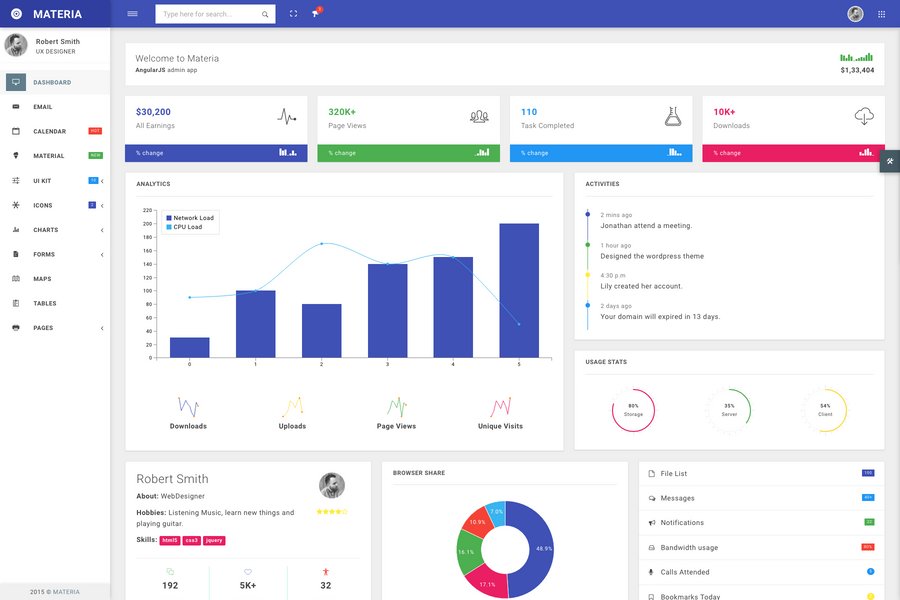 MATERIA
Type here for search...
Robert Smith
UX DESIGNER
DASHBOARD
EMAIL
CALENDAR HOT
MATERIAL NEW
UI KIT
ICONS
CHARTS
FORMS
MAPS
TABLES
PAGES
2015 © MATERIA
Welcome to Materia
AngularJS admin app
$1,33,404
$30,200
All Earnings
% change
320K+
Page Views
% change
110
Task Completed
% change
10K+
Downloads
% change
ANALYTICS
Network Load
CPU Load
220
200
180
160
140
120
100
80
60
40
20
0
0 1 2 3 4 5
Downloads
Uploads
Page Views
Unique Visits
ACTIVITIES
2 mins ago
Jonathan attend a meeting.
1 hour ago
Designed the wordpress theme
4:30 p.m
Lily created her account.
2 days ago
Your domain will expired in 13 days.
USAGE STATS
80%
Storage
35%
Server
54%
Client
Robert Smith
About: WebDesigner
Hobbies: Listening Music, learn new things and
playing guitar.
Skills: html5 css3 jquery
192
5K+
32
BROWSER SHARE
48.9%
17.1%
16.1%
10.9%
7.0%
File List
Messages
Notifications
Bandwidth usage
Calls Attended
Bookmarks Today